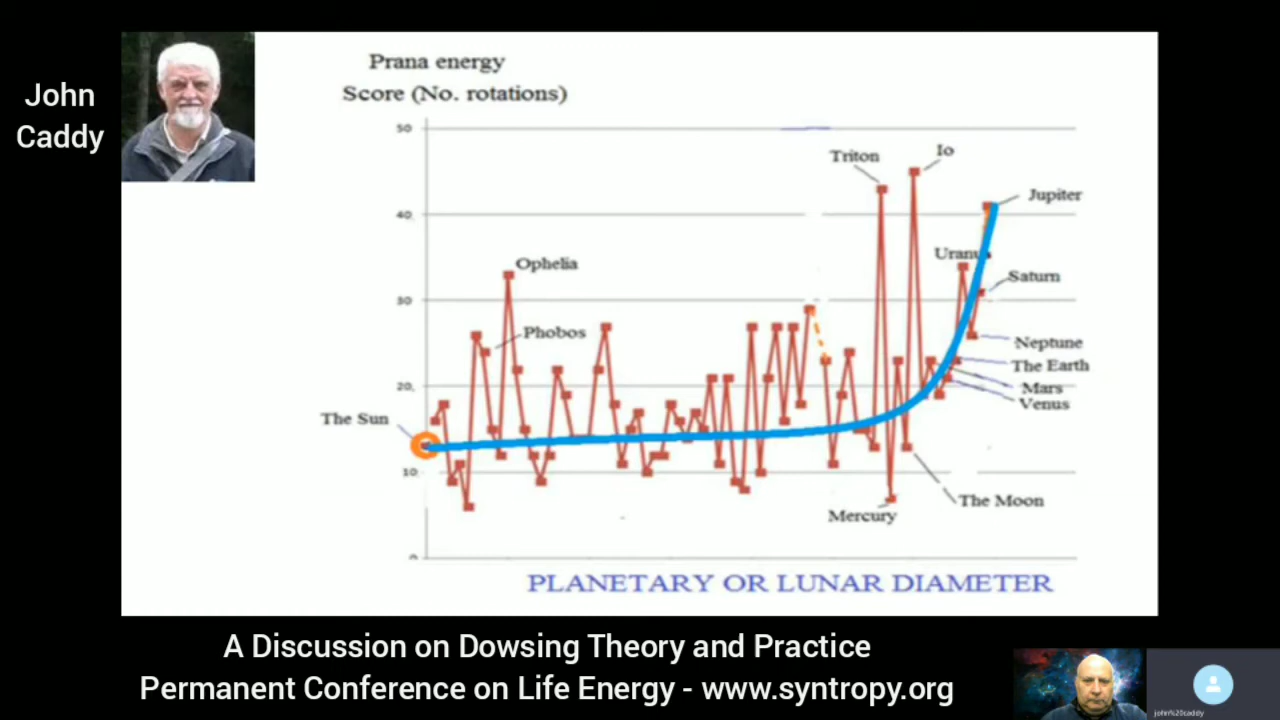 John
Caddy
Prana energy
Score (No. rotations)
50
40
30
20
10
0
Triton
Io
Jupiter
Ophelia
Uranus
Saturn
Phobos
Neptune
The Earth
Mars
Venus
The Sun
The Moon
Mercury
PLANETARY OR LUNAR DIAMETER
A Discussion on Dowsing Theory and Practice
Permanent Conference on Life Energy - www.syntropy.org
john%20caddy